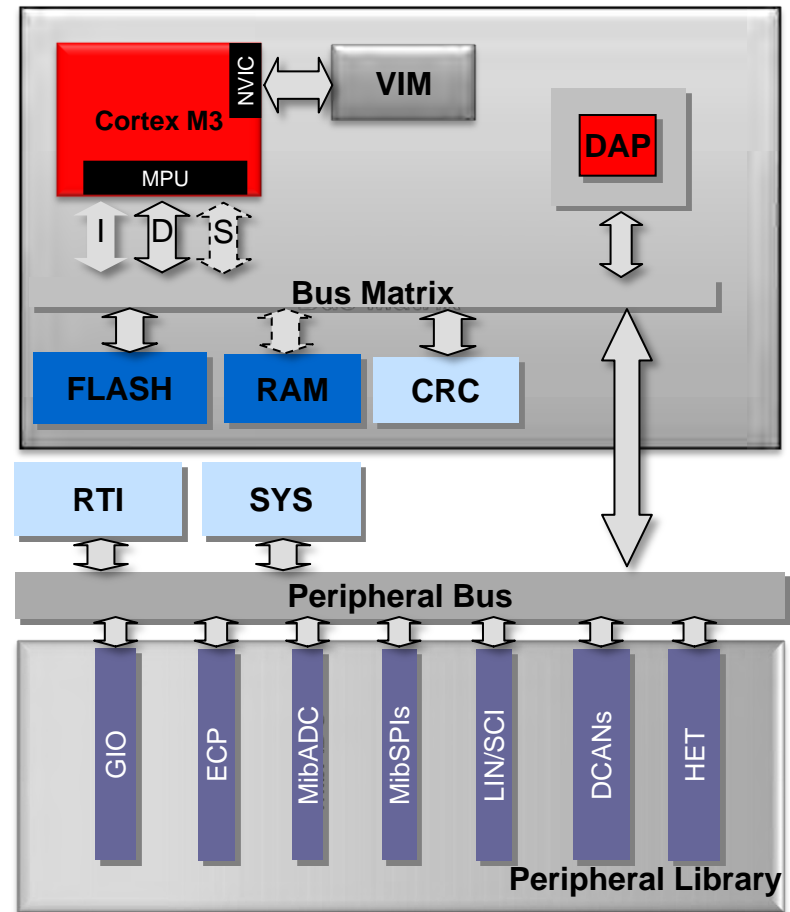 NVIC
VIM
Cortex M3
DAP
MPU
I D S
Bus Matrix
FLASH RAM CRC
RTI SYS
Peripheral Bus
GIO
ECP
MibADC
MibSPIs
LIN/SCI
DCANs
HET
Peripheral Library